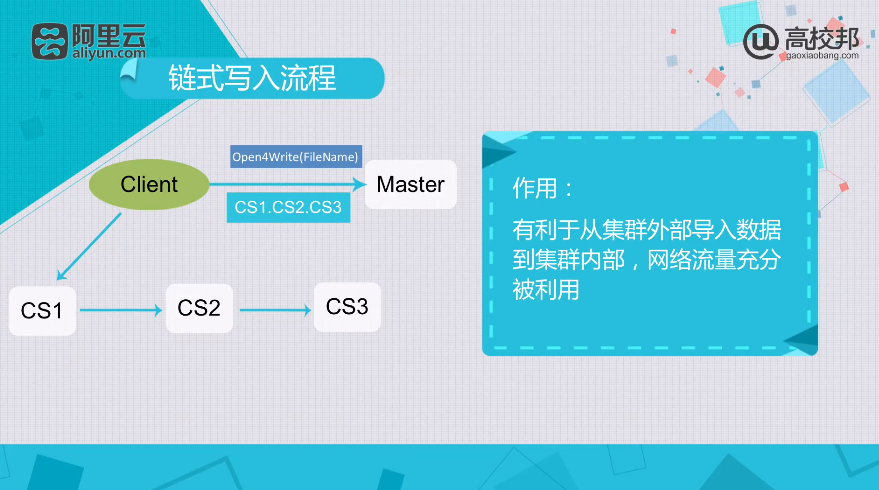 阿里云
aliyun.com
高校邦
gaoxiaobang.com
链式写入流程
Open4Write(FileName)
Client
Master
CS1.CS2.CS3
CS1
CS2
CS3
作用：
有利于从集群外部导入数据
到集群内部，网络流量充分
被利用